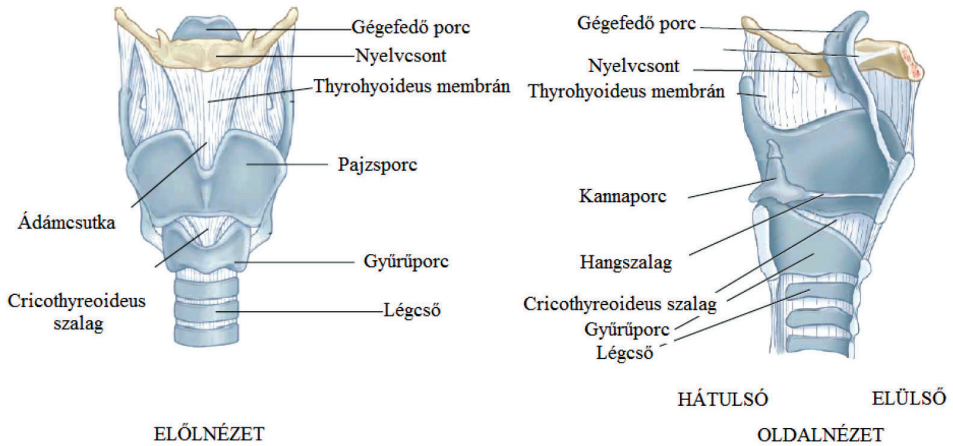 Gégefedő porc
Nyelvcsont
Thyrohyoideus membrán
Pajzsporc
Ádámcsutka
Gyűrűporc
Cricothyreoideus
szalag
Légcső
ELŐLNÉZET
Gégefedő porc
Nyelvcsont
Thyrohyoideus membrán
Kannaporc
Hangszalag
Cricothyreoideus szalag
Gyűrűporc
Légcső
HÁTULSÓ
ELÜLSŐ
OLDALNÉZET